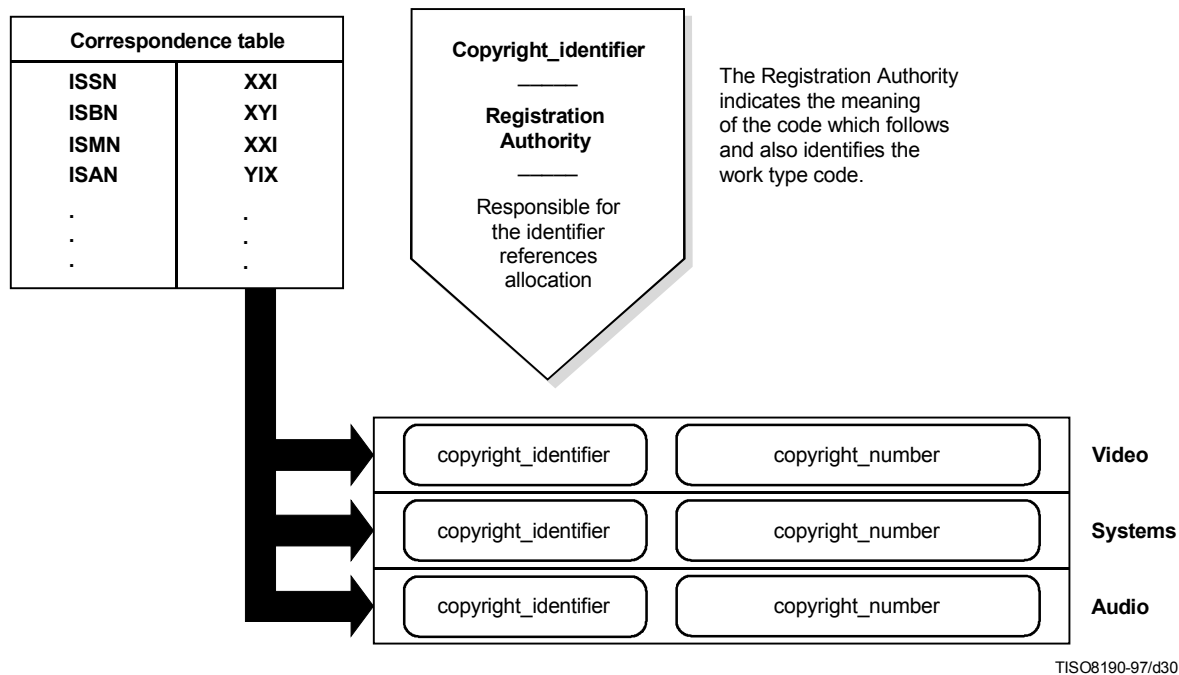 Correspondence table
ISSN XXI
ISBN XYI
ISMN XXI
ISAN YIX
. .
. .
. .
Copyright_identifier
_____
Registration
Authority
_____
Responsible for
the identifier
references
allocation
The Registration Authority
indicates the meaning
of the code which follows
and also identifies the
work type code.
copyright_identifier copyright_number Video
copyright_identifier copyright_number Systems
copyright_identifier copyright_number Audio
TISO8190-97/d30